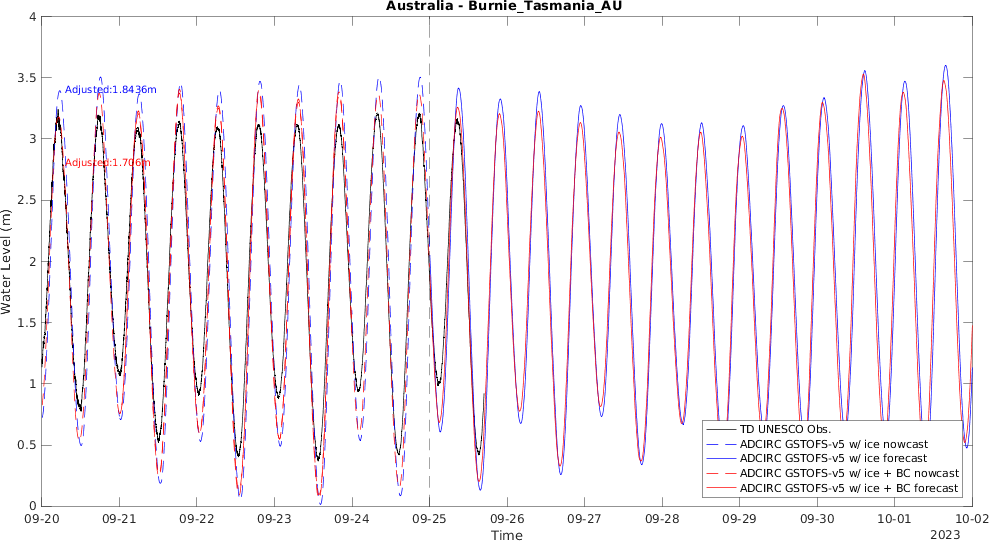 Australia - Burnie_Tasmania_AU
4
3.5
3
2.5
2
1.5
1
0.5
0
Water Level (m)
Adjusted:1.8436m
Adjusted:1.706m
TD UNESCO Obs.
ADCIRC GSTOFS-v5 w/ ice nowcast
ADCIRC GSTOFS-v5 w/ ice forecast
ADCIRC GSTOFS-v5 w/ ice + BC nowcast
ADCIRC GSTOFS-v5 w/ ice + BC forecast
09-20 09-21 09-22 09-23 09-24 09-25 09-26 09-27 09-28 09-29 09-30 10-01 10-02
Time
2023